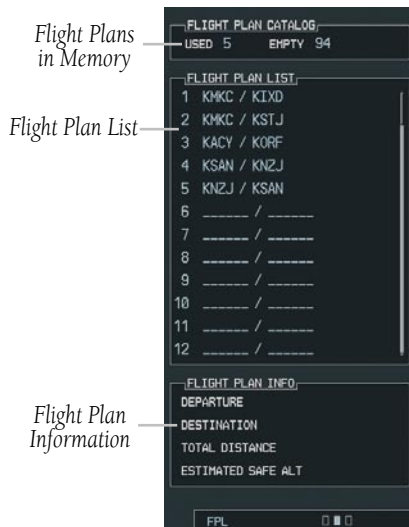 FLIGHT PLAN CATALOG
Flight Plans
in Memory
USED 5 EMPTY 94
FLIGHT PLAN LIST
1 KMKC / KIXD
Flight Plan List
2 KMKC / KSTJ
3 KACY / KORF
4 KSAN / KNZJ
5 KNZJ / KSAN
6 ______ / ______
7 ______ / ______
8 ______ / ______
9 ______ / ______
10 ______ / ______
11 ______ / ______
12 ______ / ______
FLIGHT PLAN INFO
DEPARTURE
Flight Plan
Information
DESTINATION
TOTAL DISTANCE
ESTIMATED SAFE ALT
FPL